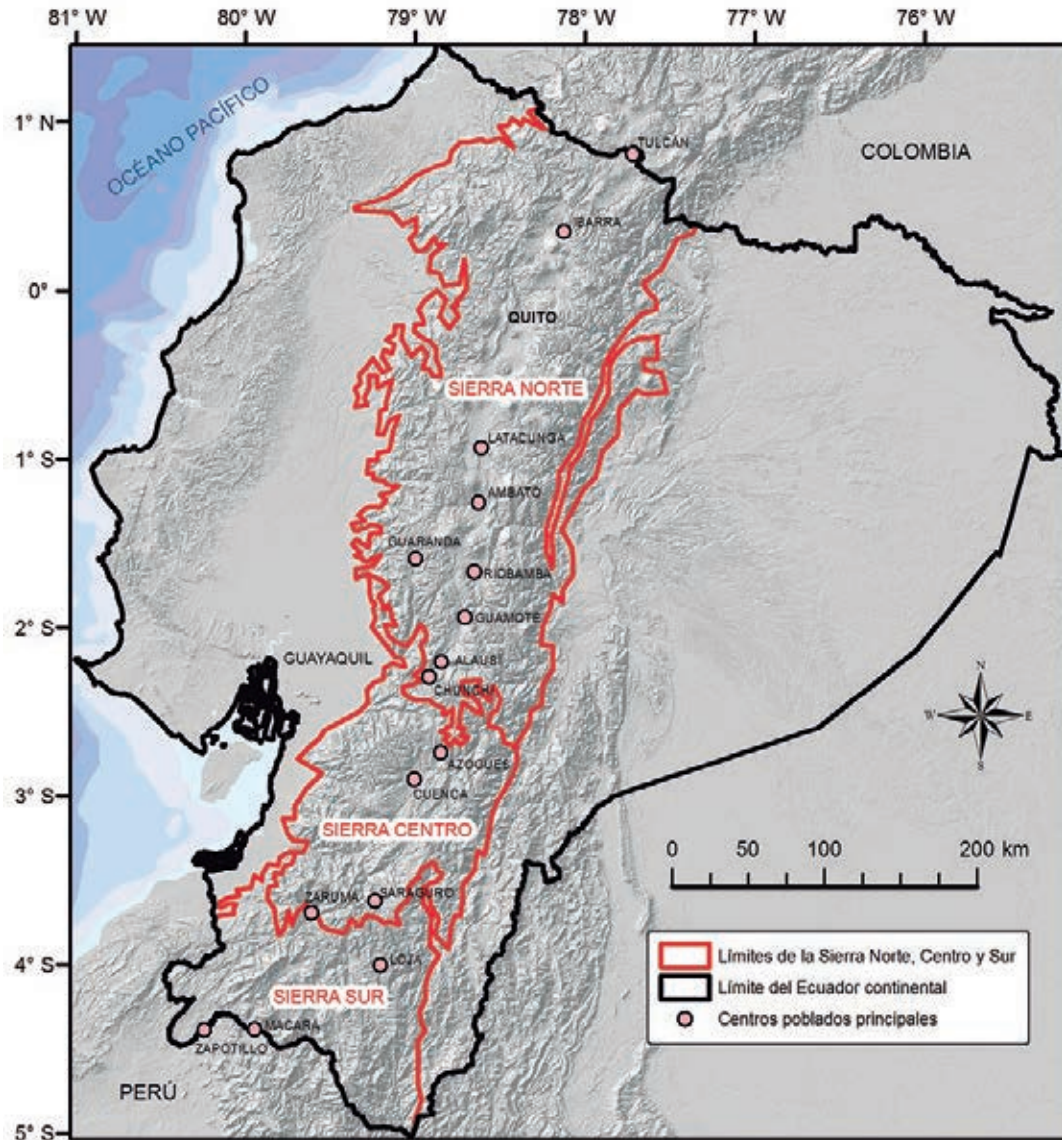 81° W 80° W 79° W 78° W 77° W 76° W
1° N
0°
1° S
2° S
3° S
4° S
5° S
OCÉANO PACÍFICO
COLOMBIA
TULCÁN
IBARRA
QUITO
SIERRA NORTE
LATACUNGA
AMBATO
GUARANDA
RIOBAMBA
GUAMOTE
GUAYAQUIL
ALAUSÍ
CHUNCHI
AZOGUES
CUENCA
SIERRA CENTRO
ZARUMA
SARAGURO
LOJA
SIERRA SUR
MACARÁ
ZAPOTILLO
PERÚ
N
W E
S
0 50 100 200 km
Límites de la Sierra Norte, Centro y Sur
Límite del Ecuador continental
Centros poblados principales